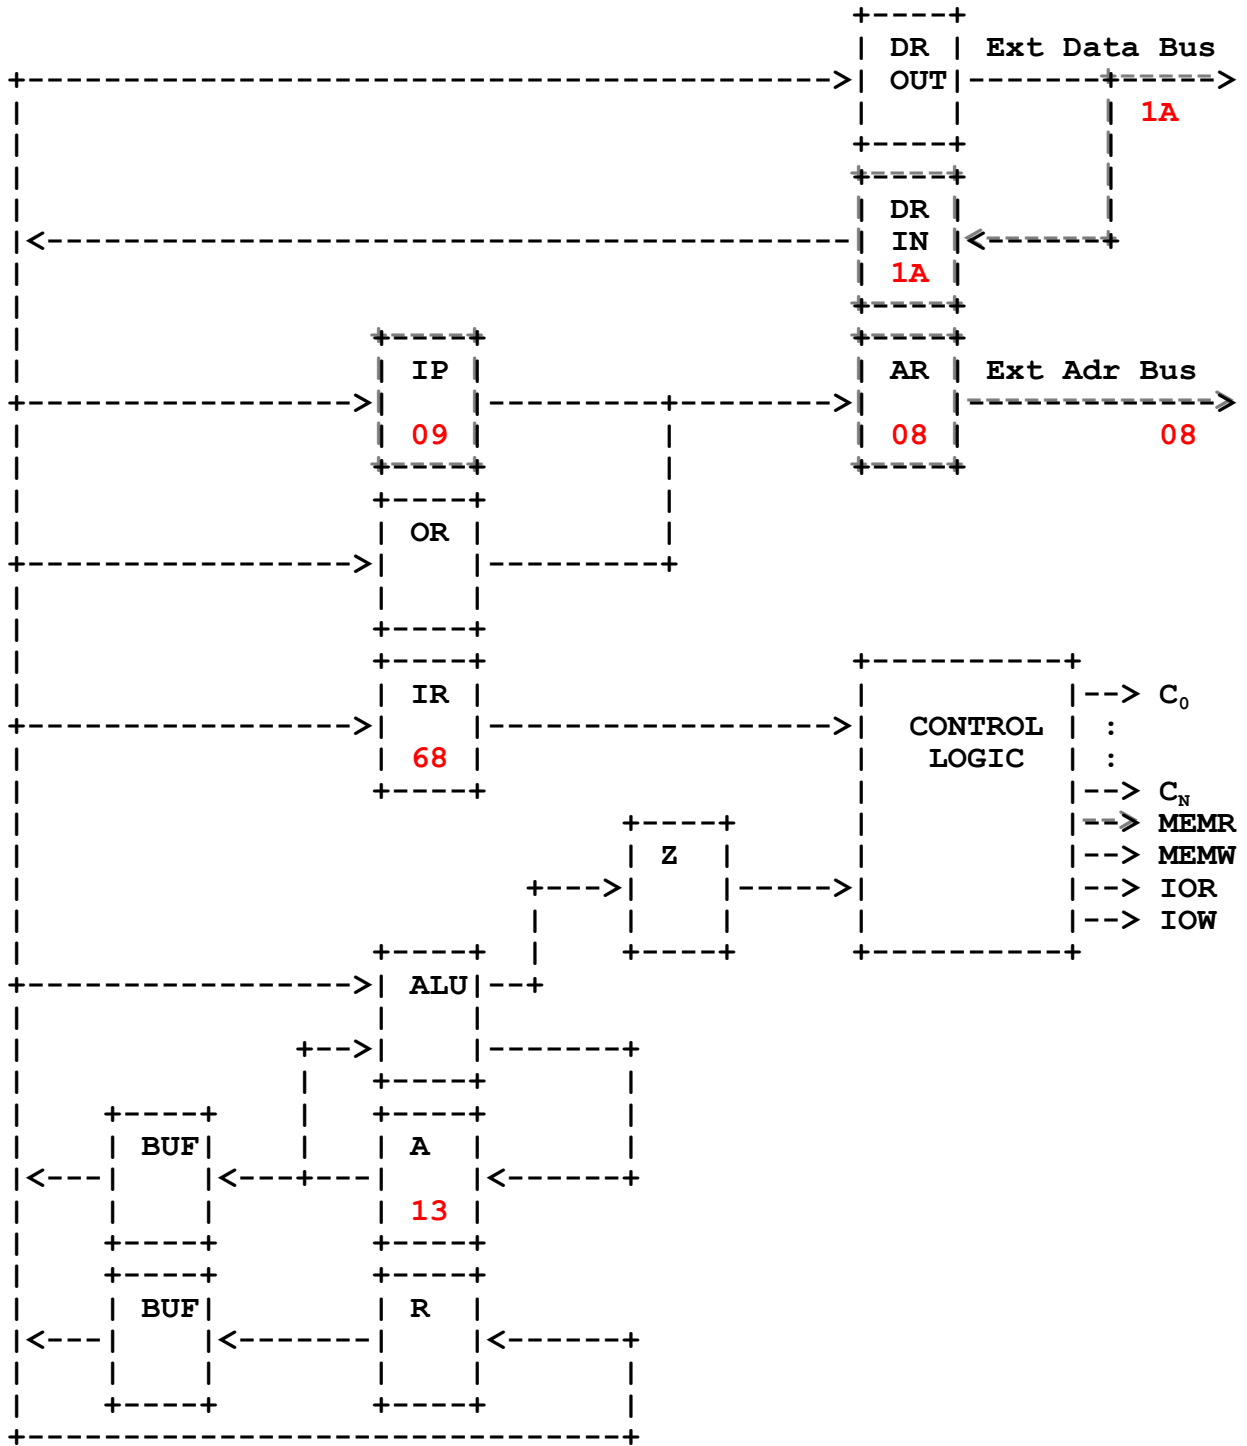 DR Ext Data Bus
OUT
1A
DR
IN
1A
IP AR Ext Adr Bus
09 08 08
OR
IR C0
CONTROL :
68 LOGIC :
CN
MEMR
Z MEMW
IOR
IOW
ALU
BUF A
13
BUF R